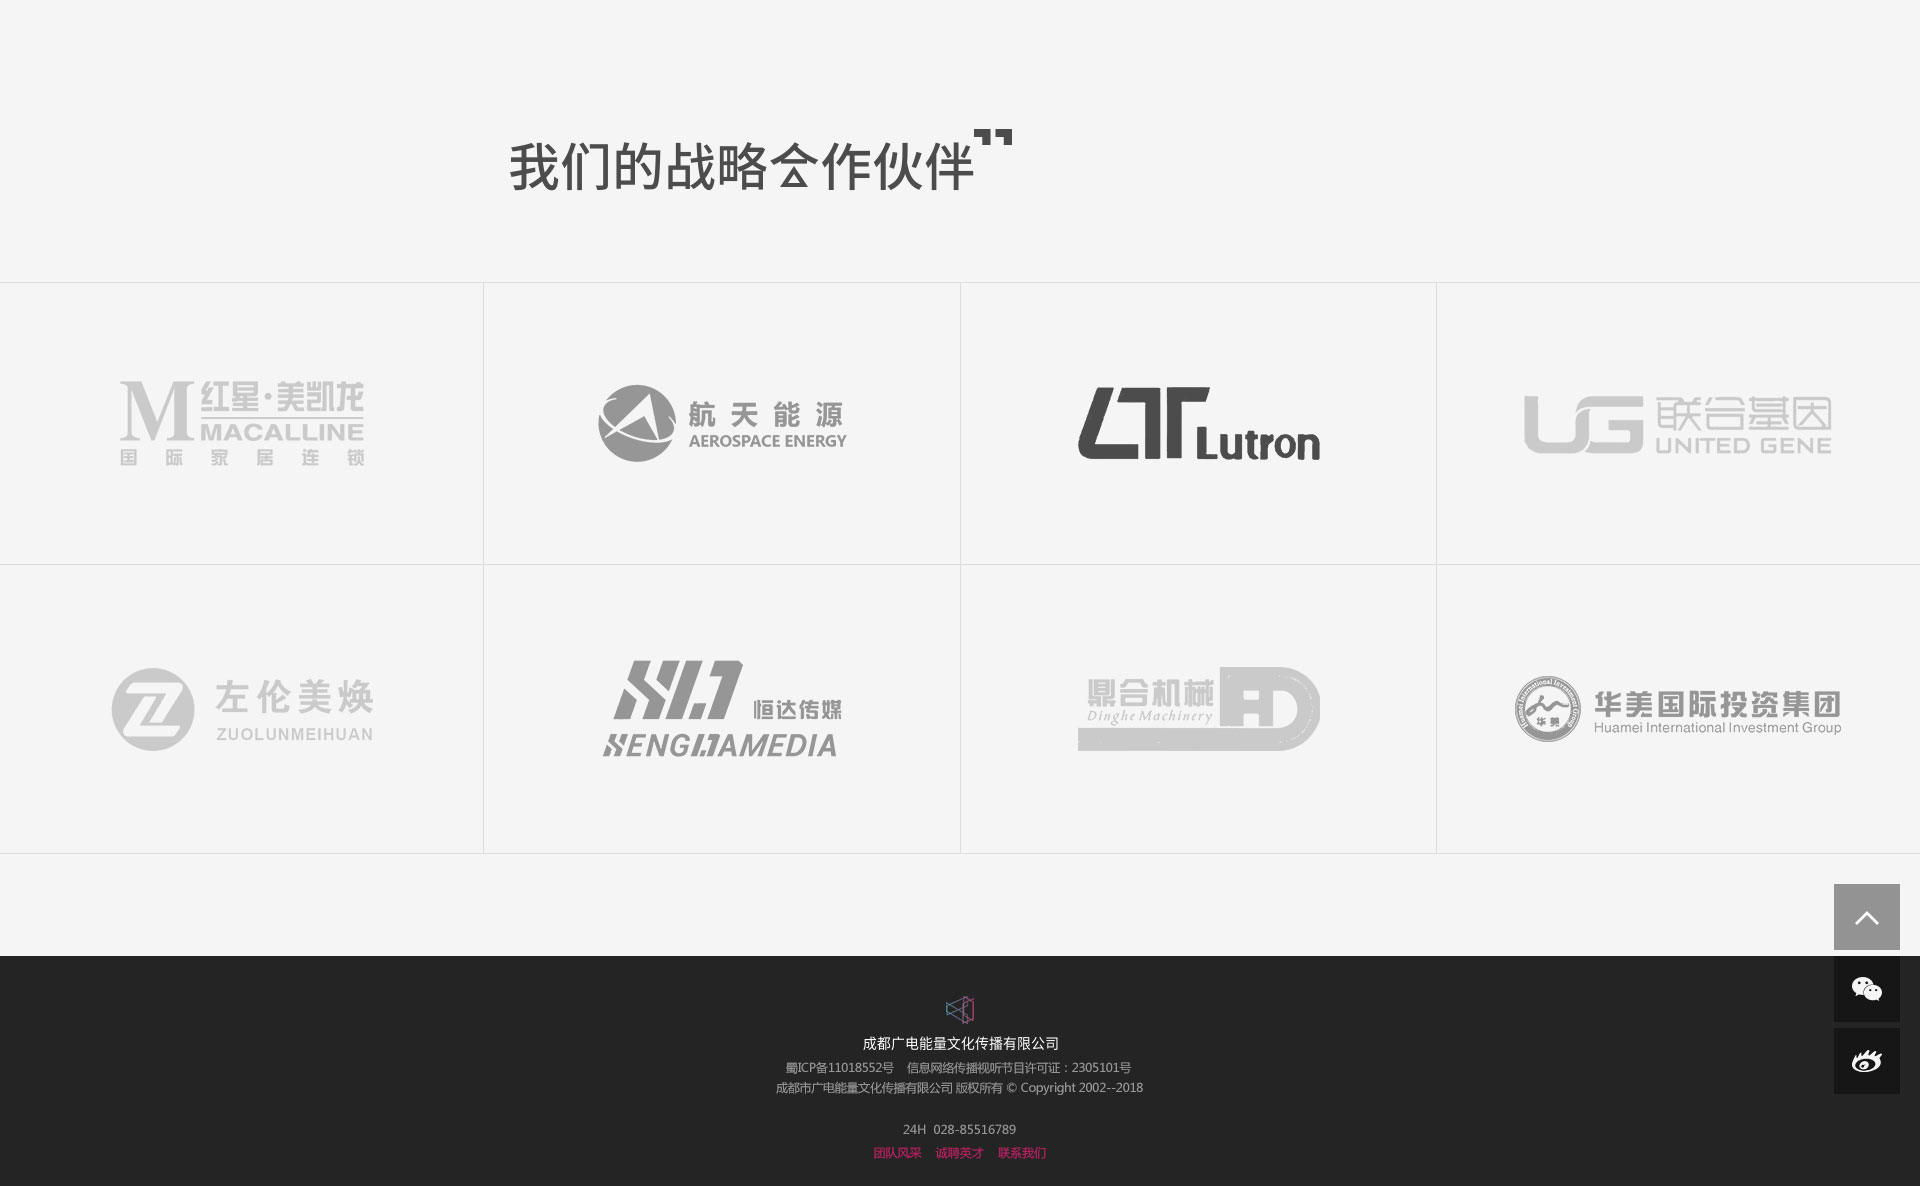 我们的战略合作伙伴
红星·美凯龙
MACALLINE
国际家居连锁
航天能源
AEROSPACE ENERGY
Lutron
UG 联合基因
UNITED GENE
左伦美焕
ZUOLUNMEIHUAN
恒达传媒
HENGDAMEDIA
鼎合机械
Dinghe Machinery
华美国际投资集团
Huamei International Investment Group
华美
成都广电能量文化传播有限公司
蜀ICP备11018552号 信息网络传播视听节目许可证：2305101号
成都市广电能量文化传播有限公司 版权所有 © Copyright 2002--2018
24H 028-85516789
团队风采 诚聘英才 联系我们